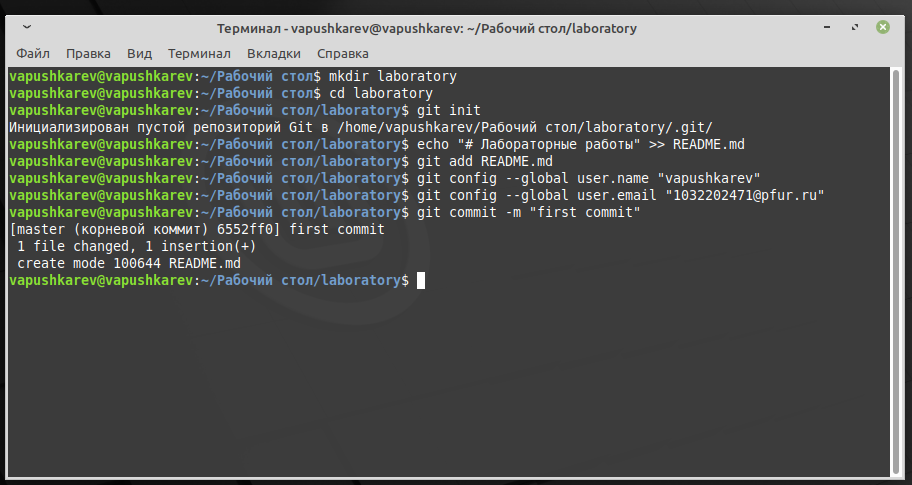 Терминал - vapushkarev@vapushkarev: ~/Рабочий стол/laboratory
Файл Правка Вид Терминал Вкладки Справка
vapushkarev@vapushkarev:~/Рабочий стол$ mkdir laboratory
vapushkarev@vapushkarev:~/Рабочий стол$ cd laboratory
vapushkarev@vapushkarev:~/Рабочий стол/laboratory$ git init
Инициализирован пустой репозиторий Git в /home/vapushkarev/Рабочий стол/laboratory/.git/
vapushkarev@vapushkarev:~/Рабочий стол/laboratory$ echo "# Лабораторные работы" >> README.md
vapushkarev@vapushkarev:~/Рабочий стол/laboratory$ git add README.md
vapushkarev@vapushkarev:~/Рабочий стол/laboratory$ git config --global user.name "vapushkarev"
vapushkarev@vapushkarev:~/Рабочий стол/laboratory$ git config --global user.email "1032202471@pfur.ru"
vapushkarev@vapushkarev:~/Рабочий стол/laboratory$ git commit -m "first commit"
[master (корневой коммит) 6552ff0] first commit
 1 file changed, 1 insertion(+)
 create mode 100644 README.md
vapushkarev@vapushkarev:~/Рабочий стол/laboratory$